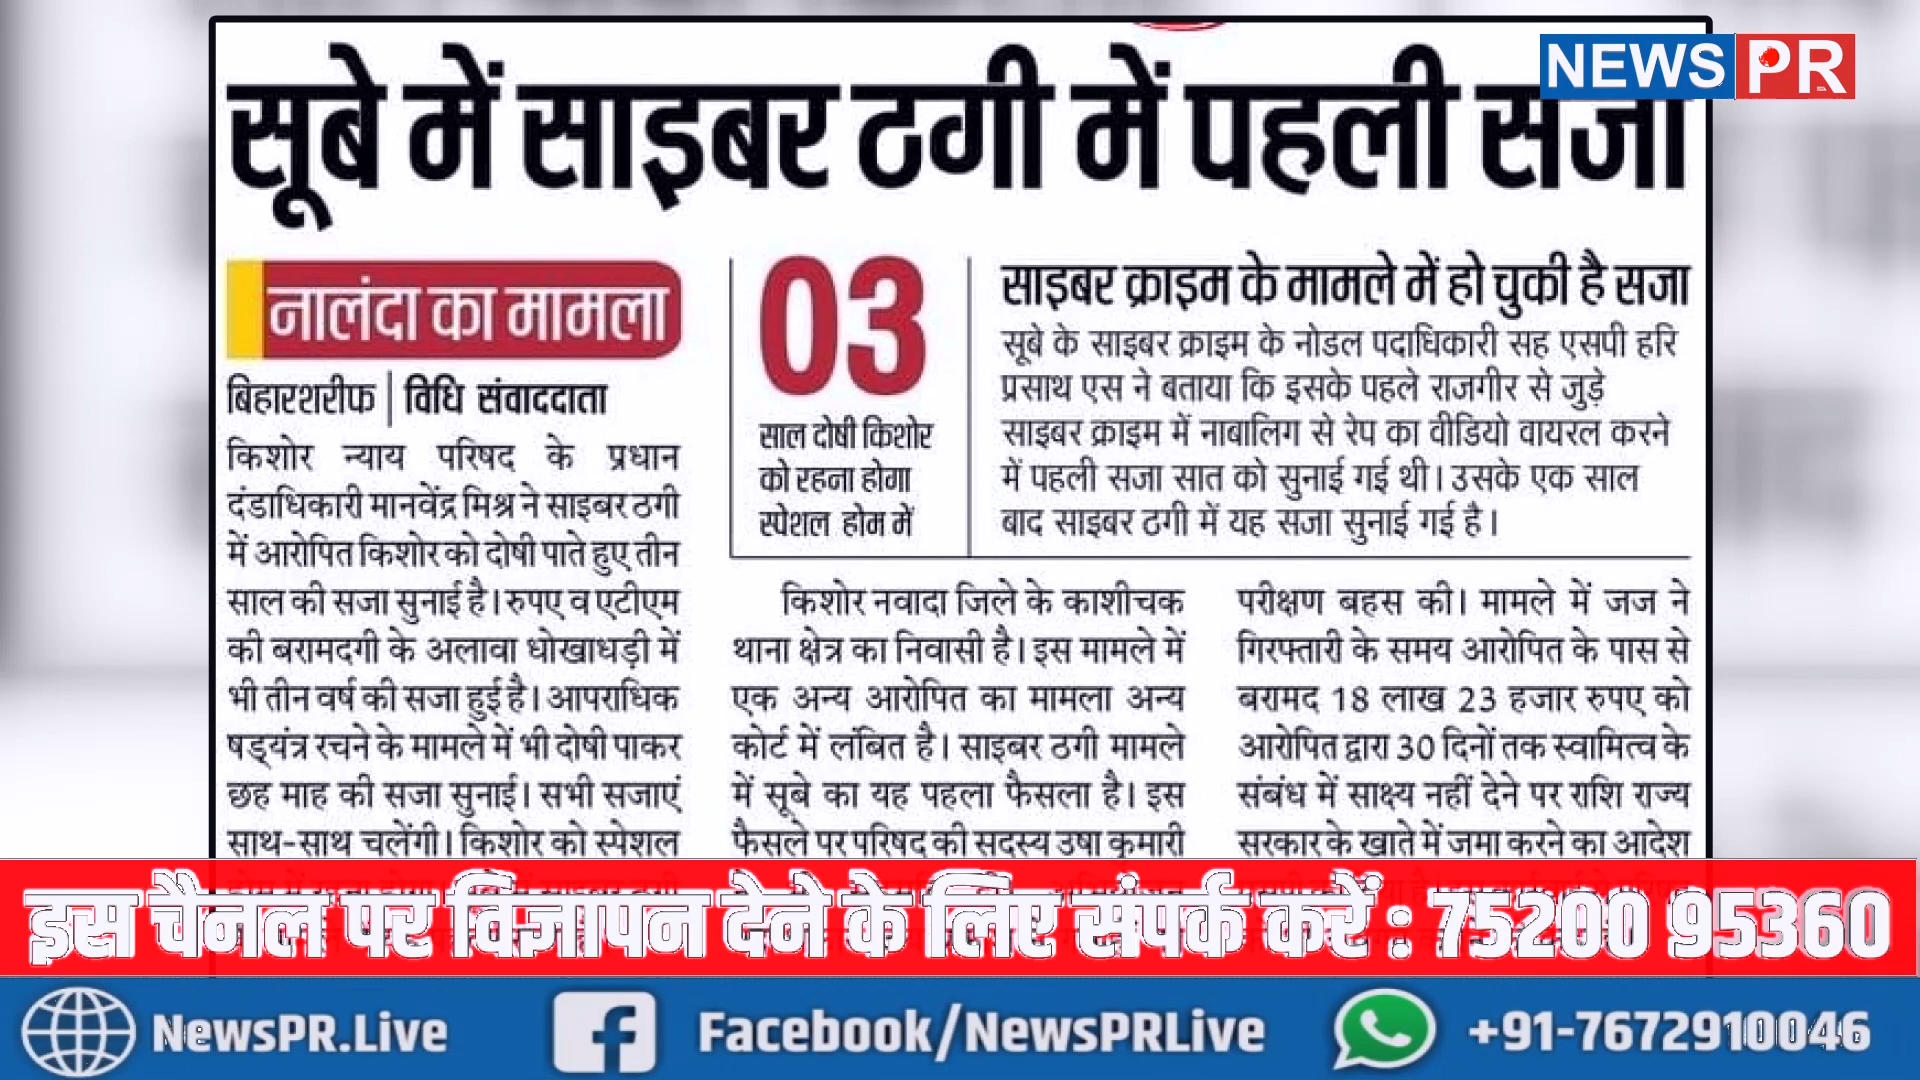 NEWS PR
सूबे में साइबर ठगी में पहली सजा
नालंदा का मामला
बिहारशरीफ | विधि संवाददाता
किशोर न्याय परिषद के प्रधान
दंडाधिकारी मानवेंद्र मिश्र ने साइबर ठगी
में आरोपित किशोर को दोषी पाते हुए तीन
साल की सजा सुनाई है। रुपए व एटीएम
की बरामदगी के अलावा धोखाधड़ी में
भी तीन वर्ष की सजा हुई है। आपराधिक
षड्यंत्र रचने के मामले में भी दोषी पाकर
छह माह की सजा सुनाई। सभी सजाएं
साथ-साथ चलेंगी। किशोर को स्पेशल
03
साल दोषी किशोर
को रहना होगा
स्पेशल होम में
साइबर क्राइम के मामले में हो चुकी है सजा
सूबे के साइबर क्राइम के नोडल पदाधिकारी सह एसपी हरि
प्रसाथ एस ने बताया कि इसके पहले राजगीर से जुड़े
साइबर क्राइम में नाबालिग से रेप का वीडियो वायरल करने
में पहली सजा सात को सुनाई गई थी। उसके एक साल
बाद साइबर ठगी में यह सजा सुनाई गई है।
किशोर नवादा जिले के काशीचक
थाना क्षेत्र का निवासी है। इस मामले में
एक अन्य आरोपित का मामला अन्य
कोर्ट में लंबित है। साइबर ठगी मामले
में सूबे का यह पहला फैसला है। इस
फैसले पर परिषद की सदस्य उषा कुमारी
परीक्षण बहस की। मामले में जज ने
गिरफ्तारी के समय आरोपित के पास से
बरामद 18 लाख 23 हजार रुपए को
आरोपित द्वारा 30 दिनों तक स्वामित्व के
संबंध में साक्ष्य नहीं देने पर राशि राज्य
सरकार के खाते में जमा करने का आदेश
इस चैनल पर विज्ञापन देने के लिए संपर्क करें : 75200 95360
NewsPR.Live
Facebook/NewsPRLive
+91-7672910046